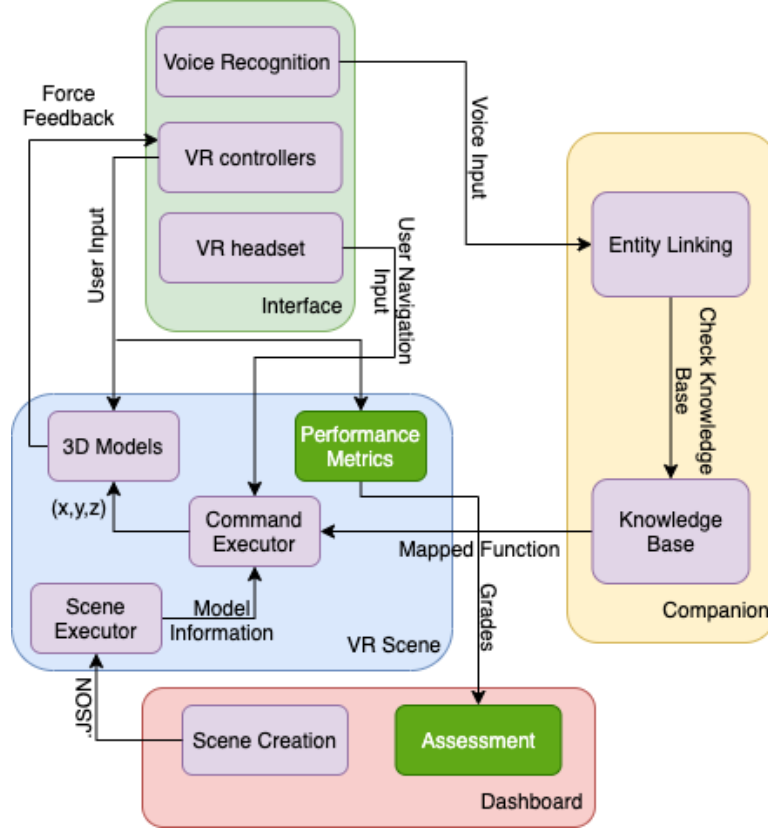 Voice Recognition
Force
Feedback
VR controllers
Voice Input
User Input
VR headset
User Navigation
Input
Entity Linking
Interface
Check Knowledge
Base
3D Models
Performance
Metrics
(x,y,z)
Command
Executor
Mapped Function
Knowledge
Base
Scene
Executor
Model
Information
VR Scene
Grades
Companion
.JSON
Scene Creation
Assessment
Dashboard